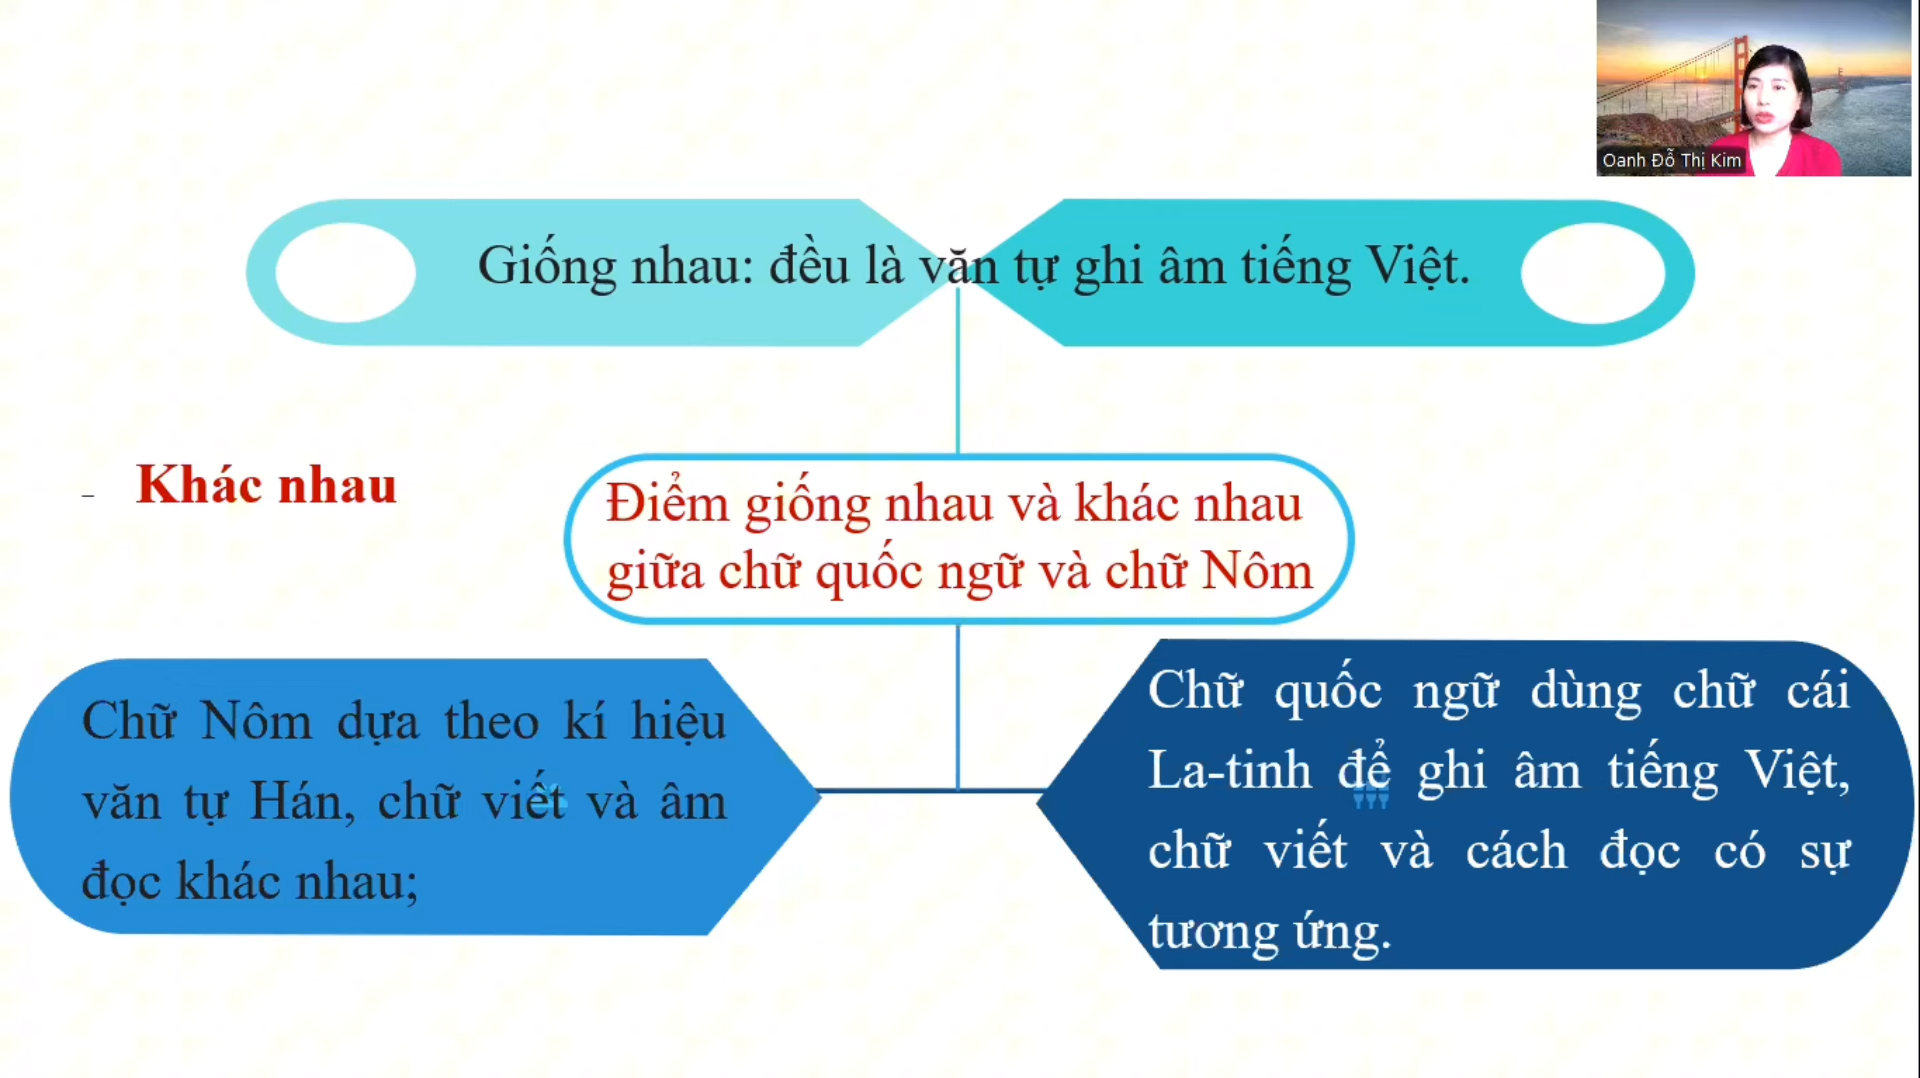 Oanh Đỗ Thị Kim
Giống nhau: đều là văn tự ghi âm tiếng Việt.
- Khác nhau
Điểm giống nhau và khác nhau
giữa chữ quốc ngữ và chữ Nôm
Chữ Nôm dựa theo kí hiệu
văn tự Hán, chữ viết và âm
đọc khác nhau;
Chữ quốc ngữ dùng chữ cái
La-tinh để ghi âm tiếng Việt,
chữ viết và cách đọc có sự
tương ứng.